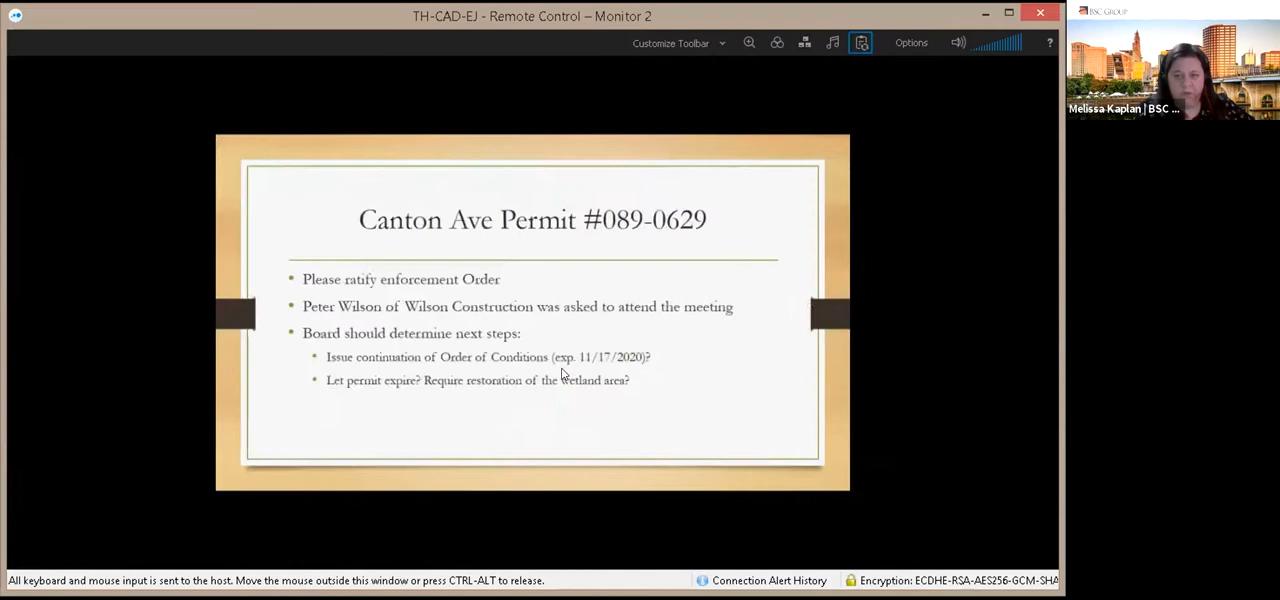 TH-CAD-EJ - Remote Control – Monitor 2
BSC GROUP
Customize Toolbar
Options
?
Melissa Kaplan | BSC ...
Canton Ave Permit #089-0629
• Please ratify enforcement Order
• Peter Wilson of Wilson Construction was asked to attend the meeting
• Board should determine next steps:
• Issue continuation of Order of Conditions (exp. 11/17/2020)?
• Let permit expire? Require restoration of the wetland area?
All keyboard and mouse input is sent to the host. Move the mouse outside this window or press CTRL-ALT to release.
Connection Alert History
Encryption: ECDHE-RSA-AES256-GCM-SHA